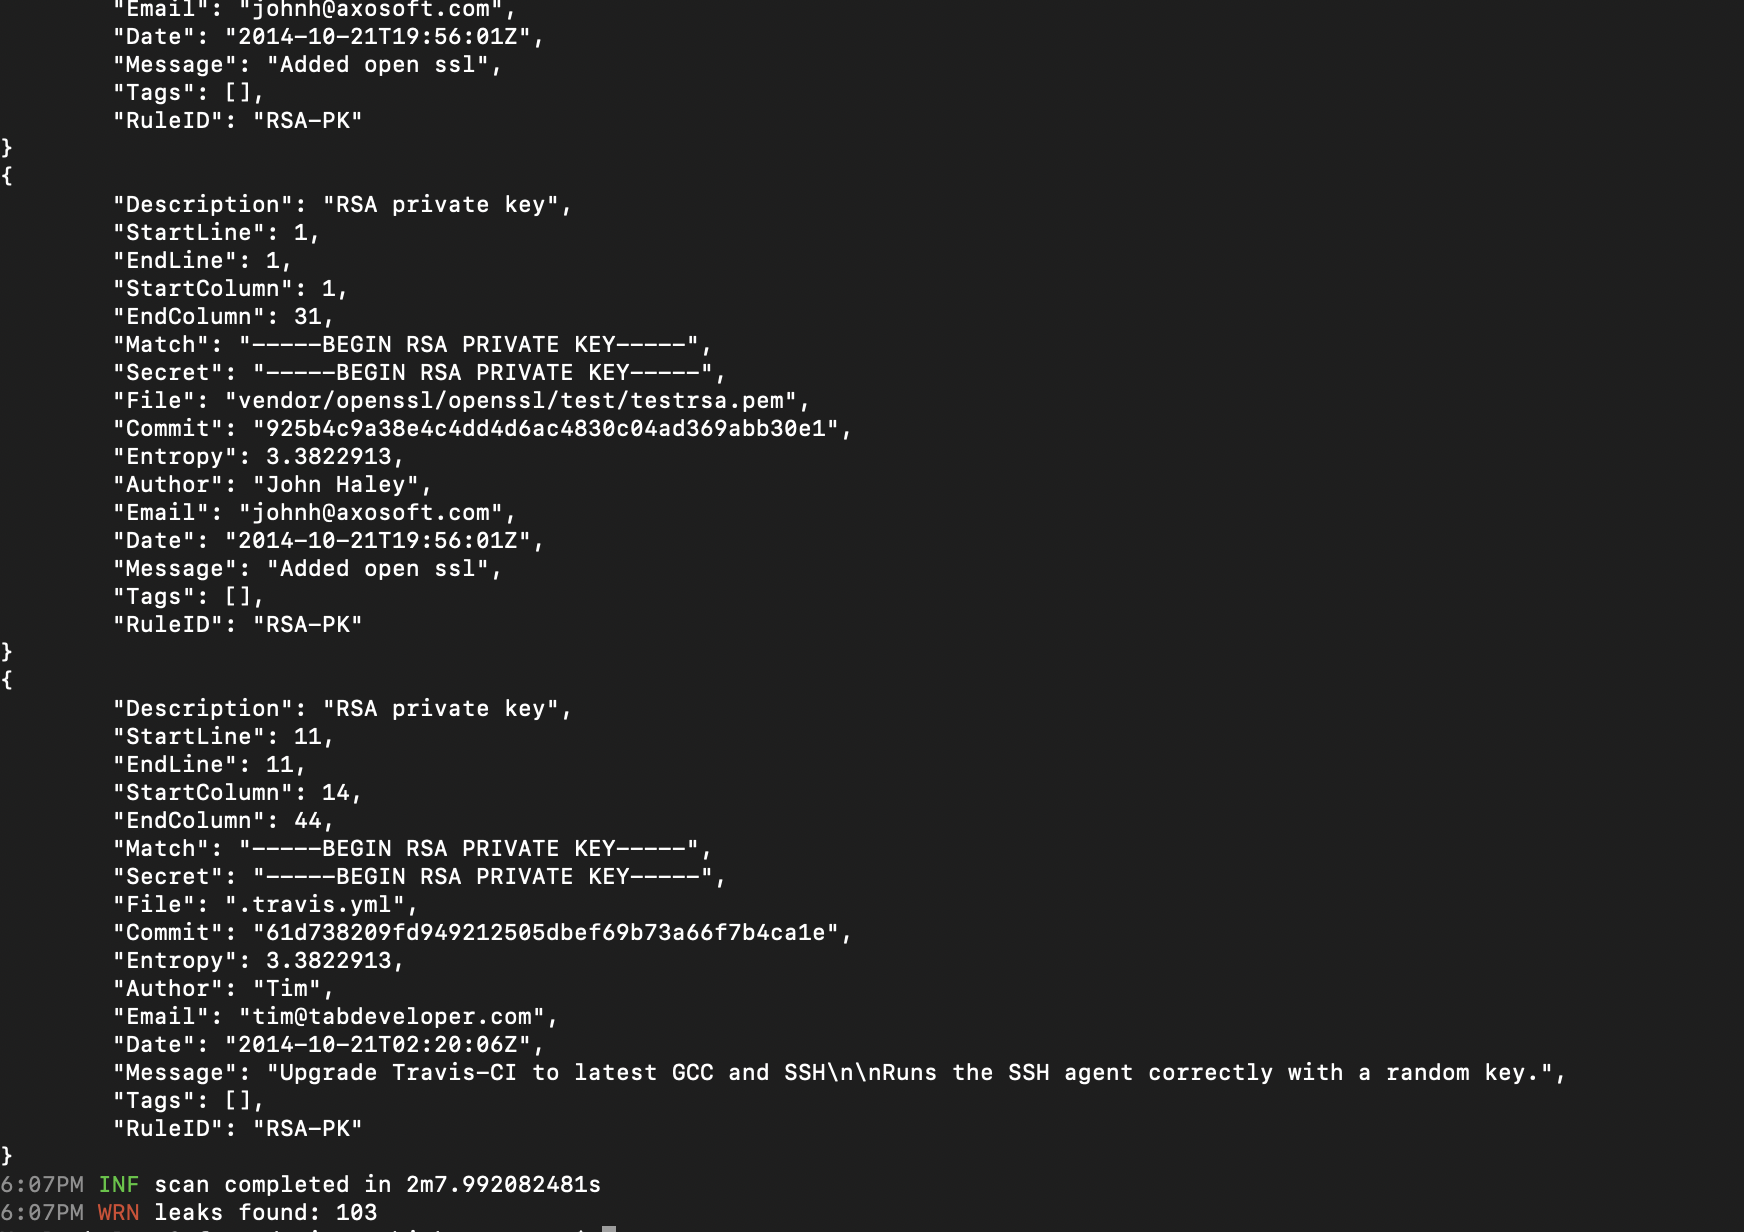 "Email": "johnh@axosoft.com",
"Date": "2014-10-21T19:56:01Z",
"Message": "Added open ssl",
"Tags": [],
"RuleID": "RSA-PK"
}
{
"Description": "RSA private key",
"StartLine": 1,
"EndLine": 1,
"StartColumn": 1,
"EndColumn": 31,
"Match": "-----BEGIN RSA PRIVATE KEY-----",
"Secret": "-----BEGIN RSA PRIVATE KEY-----",
"File": "vendor/openssl/openssl/test/testrsa.pem",
"Commit": "925b4c9a38e4c4dd4d6ac4830c04ad369abb30e1",
"Entropy": 3.3822913,
"Author": "John Haley",
"Email": "johnh@axosoft.com",
"Date": "2014-10-21T19:56:01Z",
"Message": "Added open ssl",
"Tags": [],
"RuleID": "RSA-PK"
}
{
"Description": "RSA private key",
"StartLine": 11,
"EndLine": 11,
"StartColumn": 14,
"EndColumn": 44,
"Match": "-----BEGIN RSA PRIVATE KEY-----",
"Secret": "-----BEGIN RSA PRIVATE KEY-----",
"File": ".travis.yml",
"Commit": "61d738209fd949212505dbef69b73a66f7b4ca1e",
"Entropy": 3.3822913,
"Author": "Tim",
"Email": "tim@tabdeveloper.com",
"Date": "2014-10-21T02:20:06Z",
"Message": "Upgrade Travis-CI to latest GCC and SSH\n\nRuns the SSH agent correctly with a random key.",
"Tags": [],
"RuleID": "RSA-PK"
}
6:07PM INF scan completed in 2m7.992082481s
6:07PM WRN leaks found: 103